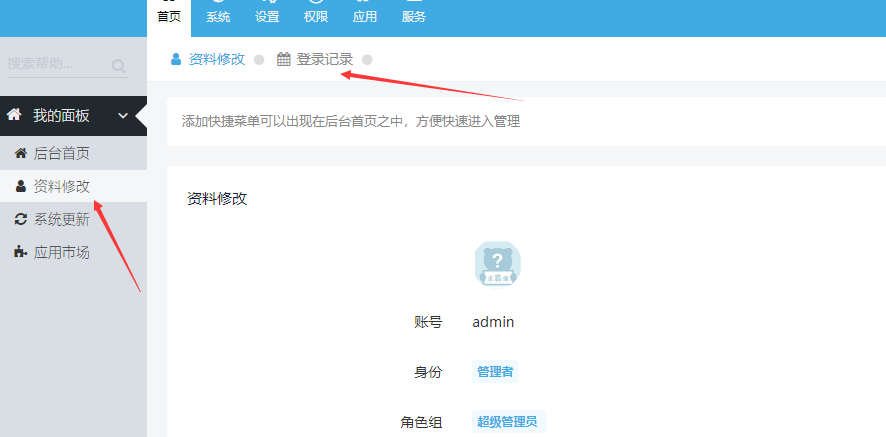 首页 系统 设置 权限 应用 服务
搜索帮助...
资料修改 登录记录
我的面板
添加快捷菜单可以出现在后台首页之中，方便快速进入管理
后台首页
资料修改
系统更新
应用市场
资料修改
?
账号 admin
身份 管理者
角色组 超级管理员